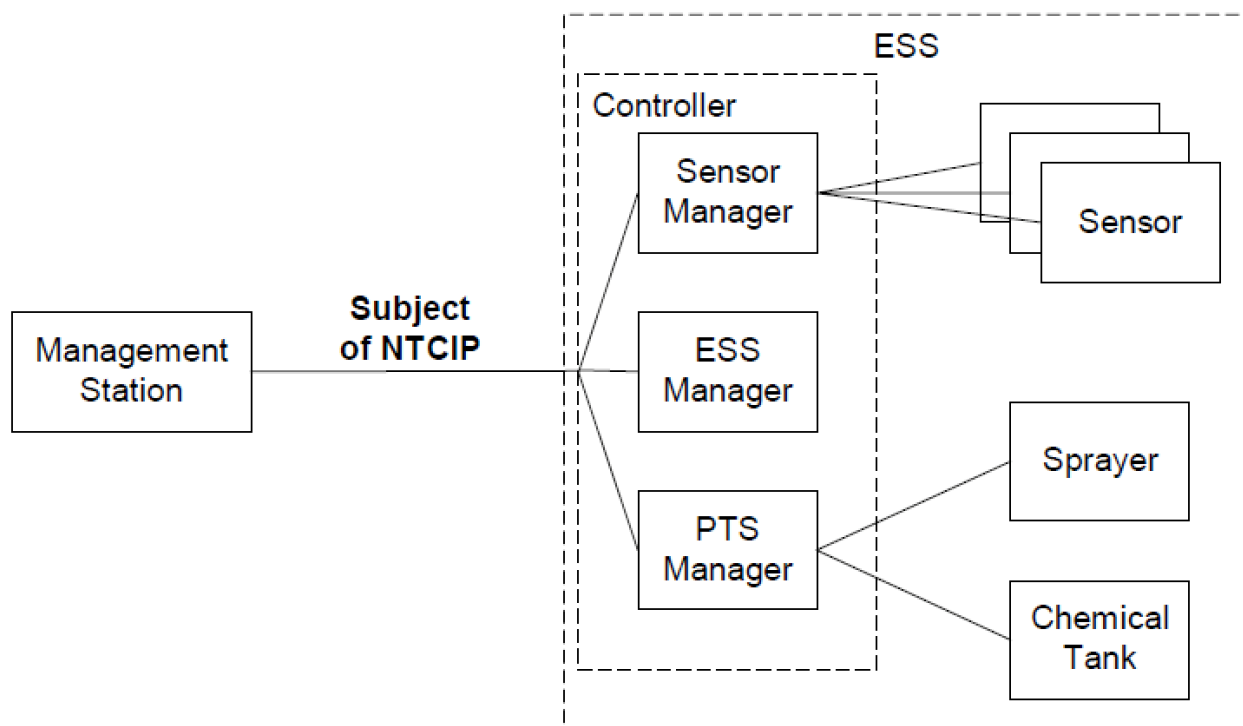 ESS
Controller
Sensor
Manager
Sensor
Subject
of NTCIP
Management
Station
ESS
Manager
Sprayer
PTS
Manager
Chemical
Tank